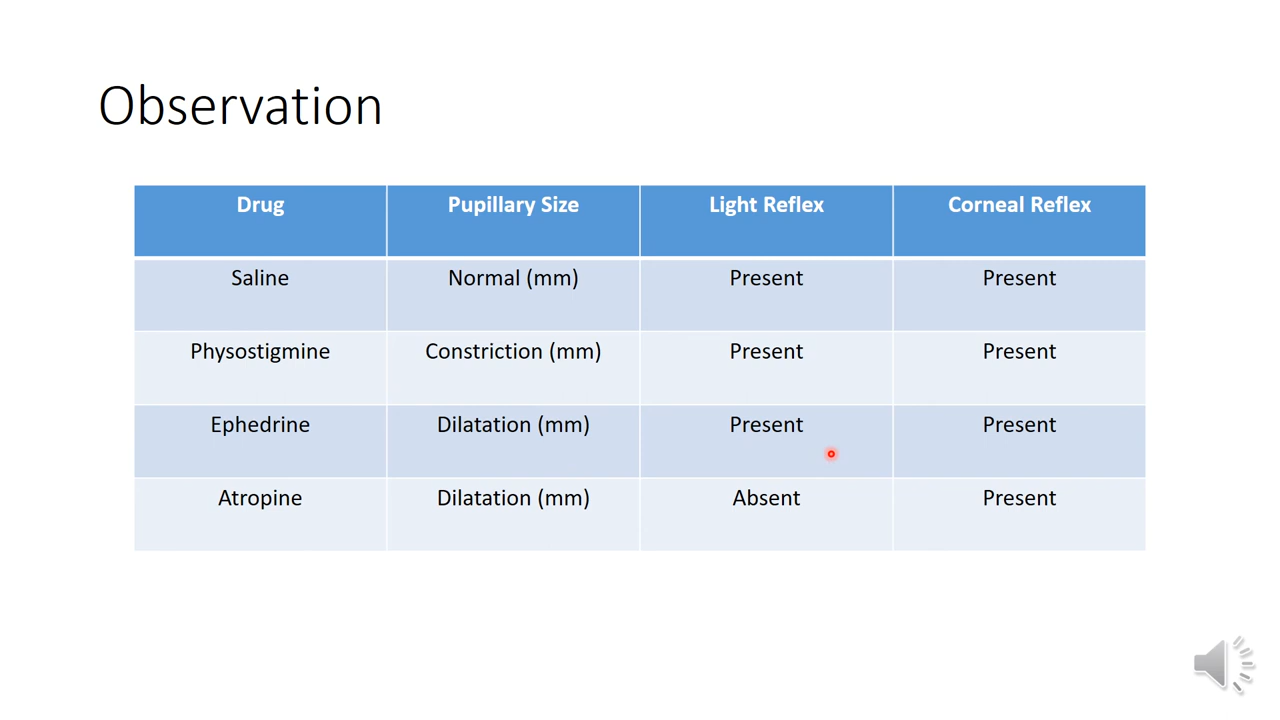 Observation
Drug Pupillary Size Light Reflex Corneal Reflex
Saline Normal (mm) Present Present
Physostigmine Constriction (mm) Present Present
Ephedrine Dilatation (mm) Present Present
Atropine Dilatation (mm) Absent Present